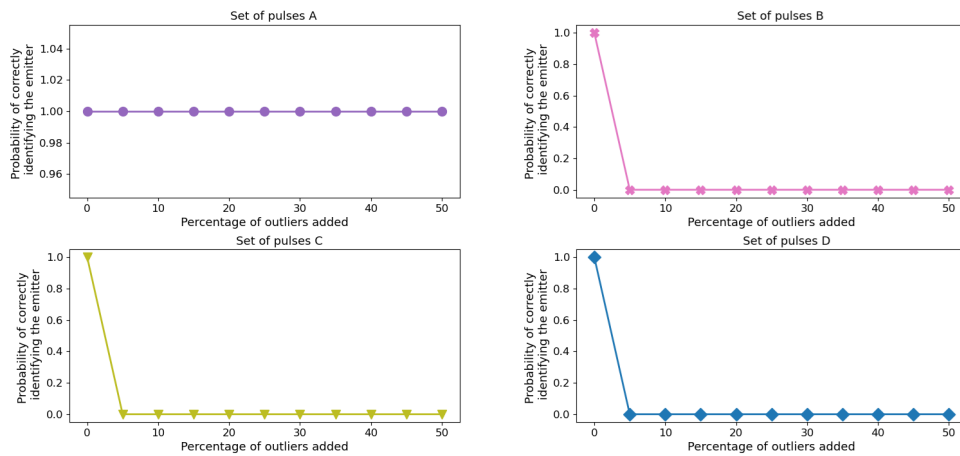 Set of pulses A
Probability of correctly
identifying the emitter
1.04
1.02
1.00
0.98
0.96
0 10 20 30 40 50
Percentage of outliers added
Set of pulses B
Probability of correctly
identifying the emitter
1.0
0.8
0.6
0.4
0.2
0.0
0 10 20 30 40 50
Percentage of outliers added
Set of pulses C
Probability of correctly
identifying the emitter
1.0
0.8
0.6
0.4
0.2
0.0
0 10 20 30 40 50
Percentage of outliers added
Set of pulses D
Probability of correctly
identifying the emitter
1.0
0.8
0.6
0.4
0.2
0.0
0 10 20 30 40 50
Percentage of outliers added